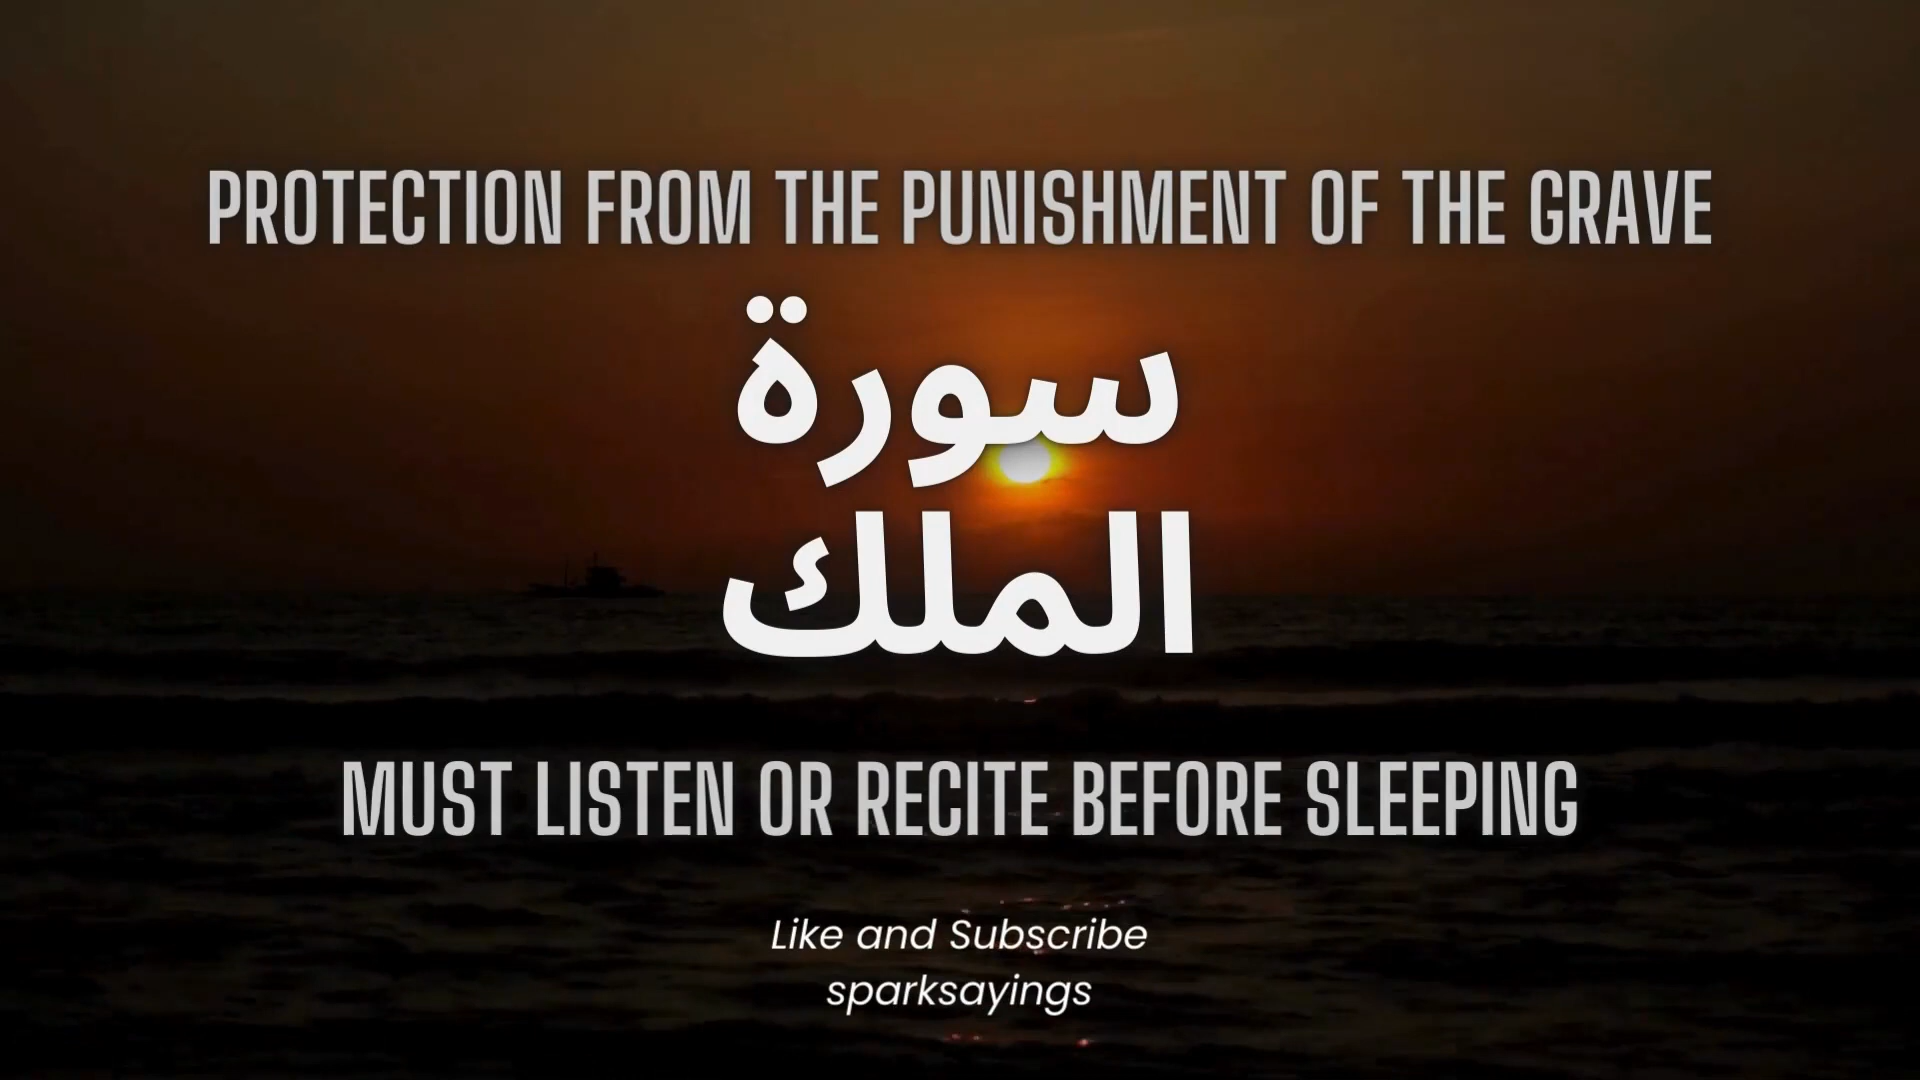 PROTECTION FROM THE PUNISHMENT OF THE GRAVE
سورة
الملك
MUST LISTEN OR RECITE BEFORE SLEEPING
Like and Subscribe
sparksayings